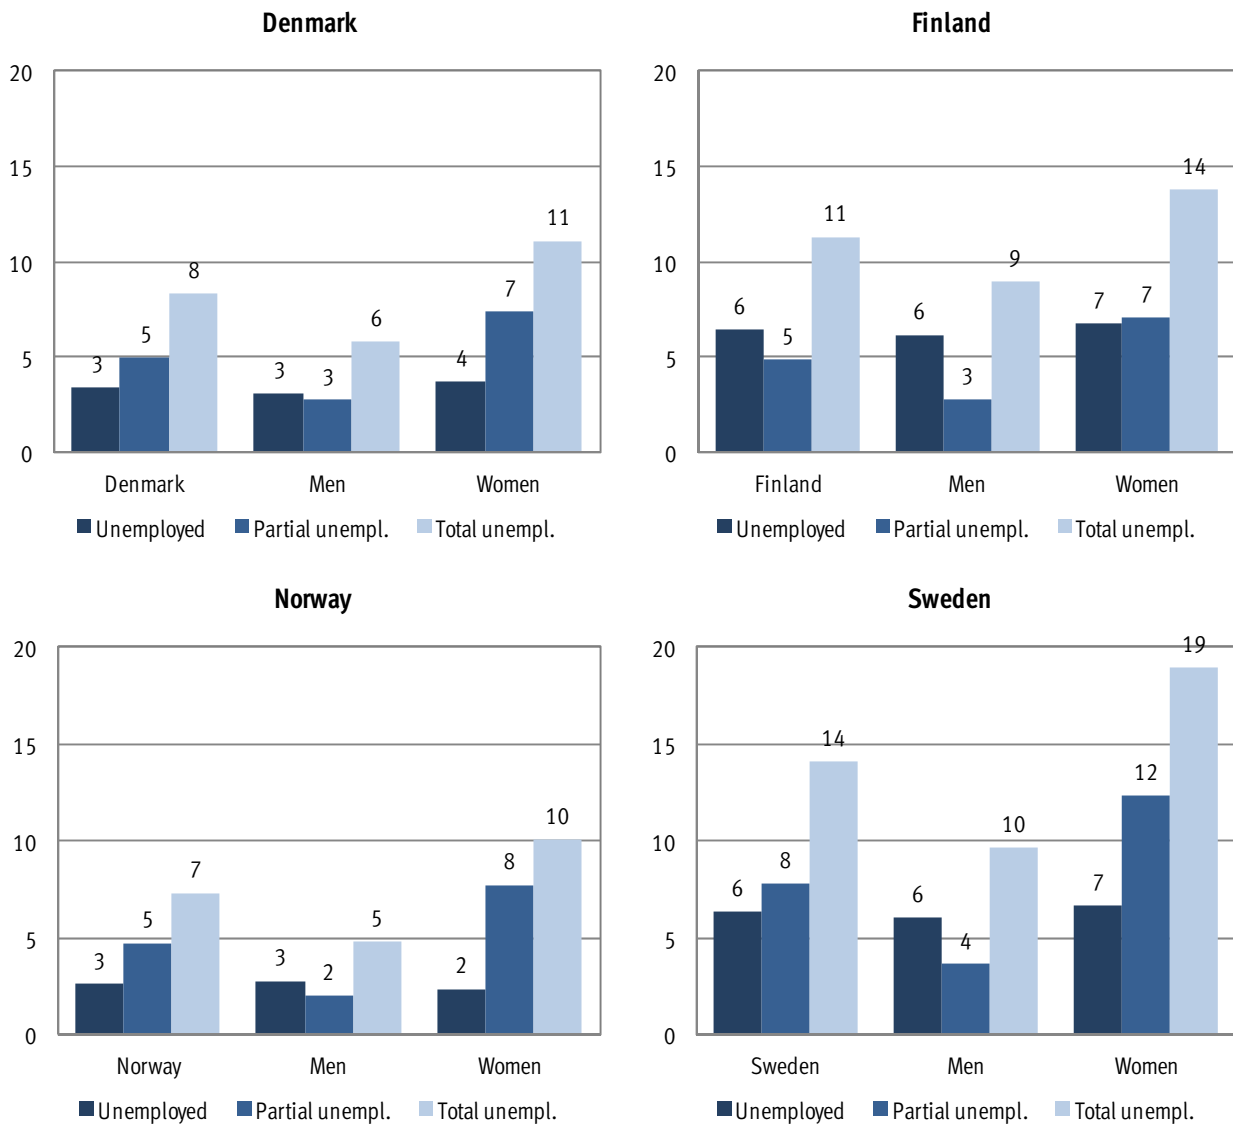 Denmark
20
15
10
5
0
3 5 8
3 3 6
4 7 11
Denmark Men Women
Unemployed Partial unempl. Total unempl.
Finland
20
15
10
5
0
6 5 11
6 3 9
7 7 14
Finland Men Women
Unemployed Partial unempl. Total unempl.
Norway
20
15
10
5
0
3 5 7
3 2 5
2 8 10
Norway Men Women
Unemployed Partial unempl. Total unempl.
Sweden
20
15
10
5
0
6 8 14
6 4 10
7 12 19
Sweden Men Women
Unemployed Partial unempl. Total unempl.